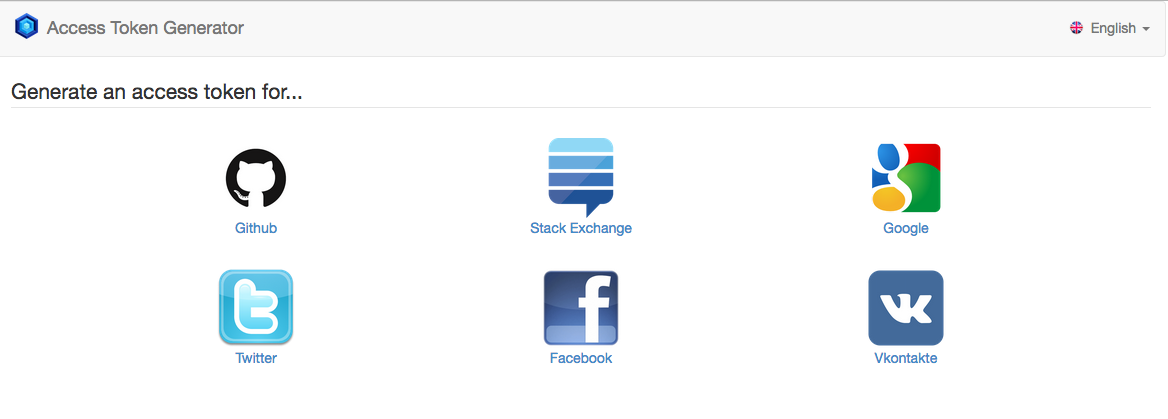 Access Token Generator
English
Generate an access token for...
Github
Stack Exchange
Google
Twitter
Facebook
Vkontakte